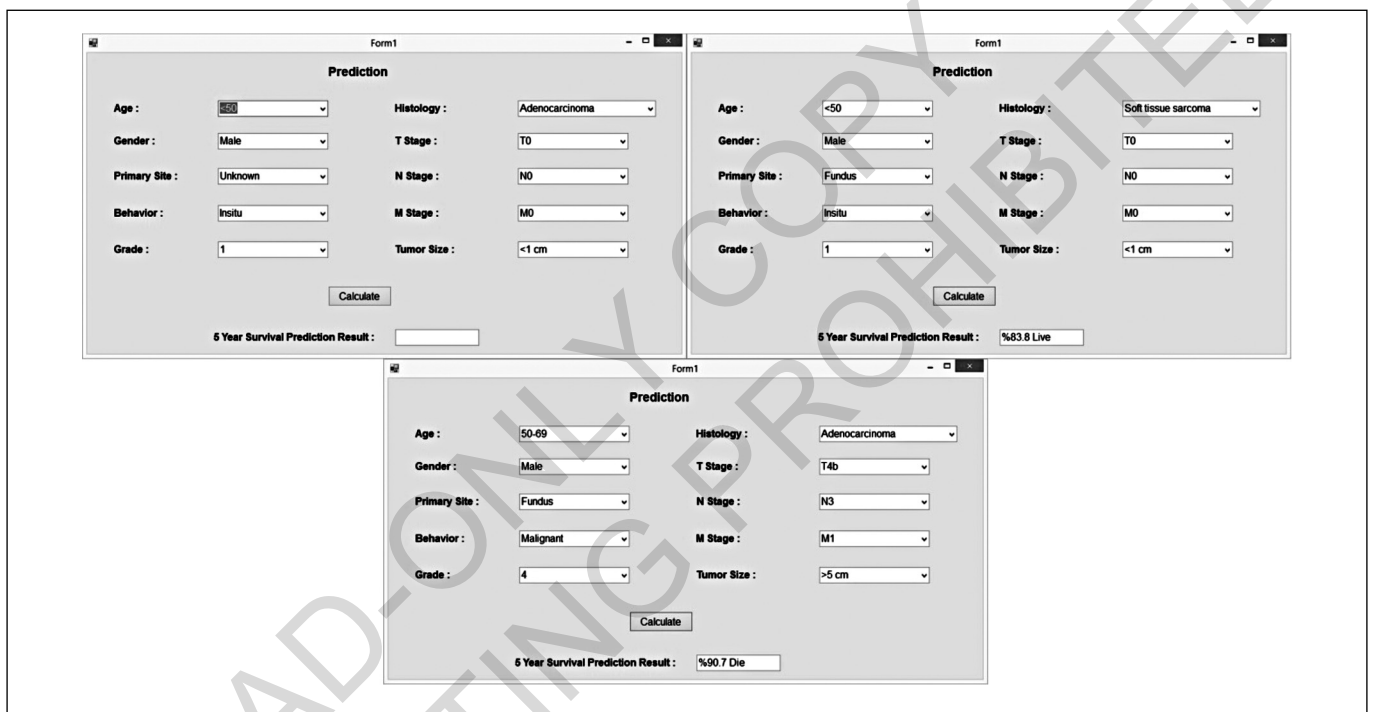 Form1
Prediction
Age : <50 Histology : Adenocarcinoma
Gender : Male T Stage : T0
Primary Site : Unknown N Stage : N0
Behavior : Insitu M Stage : M0
Grade : 1 Tumor Size : <1 cm
Calculate
5 Year Survival Prediction Result :
Form1
Prediction
Age : <50 Histology : Soft tissue sarcoma
Gender : Male T Stage : T0
Primary Site : Fundus N Stage : N0
Behavior : Insitu M Stage : M0
Grade : 1 Tumor Size : <1 cm
Calculate
5 Year Survival Prediction Result : %83.8 Live
Form1
Prediction
Age : 50-69 Histology : Adenocarcinoma
Gender : Male T Stage : T4b
Primary Site : Fundus N Stage : N3
Behavior : Malignant M Stage : M1
Grade : 4 Tumor Size : >5 cm
Calculate
5 Year Survival Prediction Result : %90.7 Die
AD-ONLY COPY
TING PROHIBITED